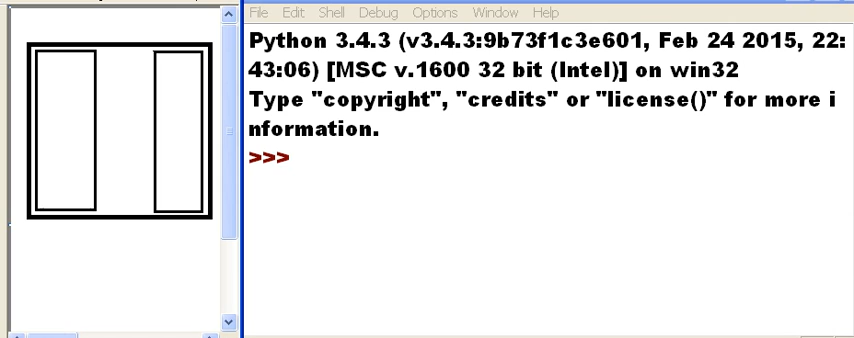 File Edit Shell Debug Options Window Help
Python 3.4.3 (v3.4.3:9b73f1c3e601, Feb 24 2015, 22:
43:06) [MSC v.1600 32 bit (Intel)] on win32
Type "copyright", "credits" or "license()" for more i
nformation.
>>>